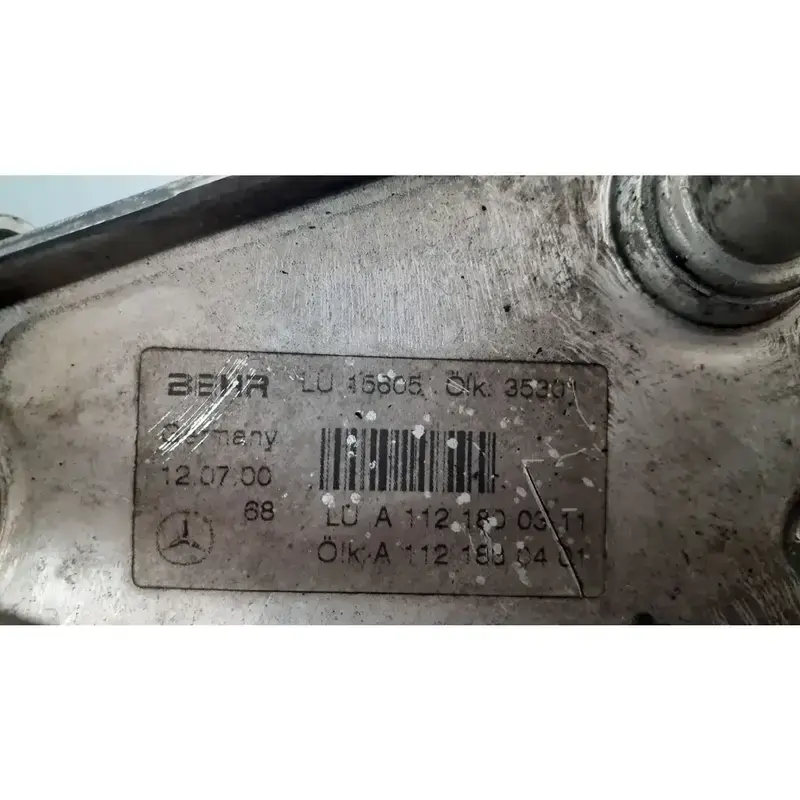 BEHR LU 15605 Ölk: 35301
Germany
12.07.00
68
LU A 112 180 03 11
Ölk A 112 188 04 01